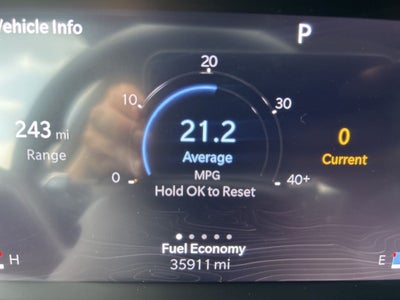 Vehicle Info
P
20
10
30
243 mi
Range
21.2
Average
MPG
0
Current
0
40+
Hold OK to Reset
Fuel Economy
35911 mi
H
E